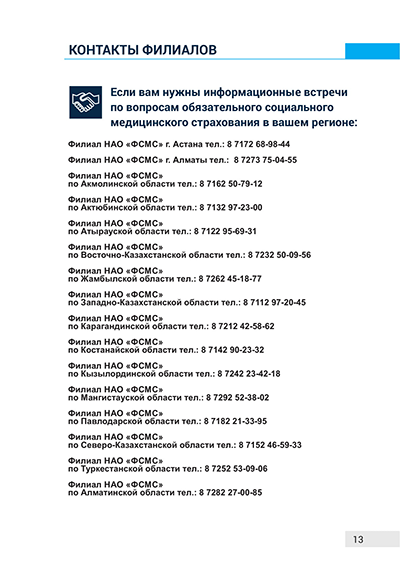 КОНТАКТЫ ФИЛИАЛОВ
Если вам нужны информационные встречи
по вопросам обязательного социального
медицинского страхования в вашем регионе:
Филиал НАО «ФСМС» г. Астана тел.: 8 7172 68-98-44
Филиал НАО «ФСМС» г. Алматы тел.: 8 7273 75-04-55
Филиал НАО «ФСМС»
по Акмолинской области тел.: 8 7162 50-79-12
Филиал НАО «ФСМС»
по Актюбинской области тел.: 8 7132 97-23-00
Филиал НАО «ФСМС»
по Атырауской области тел.: 8 7122 95-69-31
Филиал НАО «ФСМС»
по Восточно-Казахстанской области тел.: 8 7232 50-09-56
Филиал НАО «ФСМС»
по Жамбылской области тел.: 8 7262 45-18-77
Филиал НАО «ФСМС»
по Западно-Казахстанской области тел.: 8 7112 97-20-45
Филиал НАО «ФСМС»
по Карагандинской области тел.: 8 7212 42-58-62
Филиал НАО «ФСМС»
по Костанайской области тел.: 8 7142 90-23-32
Филиал НАО «ФСМС»
по Кызылординской области тел.: 8 7242 23-42-18
Филиал НАО «ФСМС»
по Мангистауской области тел.: 8 7292 52-38-02
Филиал НАО «ФСМС»
по Павлодарской области тел.: 8 7182 21-33-95
Филиал НАО «ФСМС»
по Северо-Казахстанской области тел.: 8 7152 46-59-33
Филиал НАО «ФСМС»
по Туркестанской области тел.: 8 7252 53-09-06
Филиал НАО «ФСМС»
по Алматинской области тел.: 8 7282 27-00-85
13